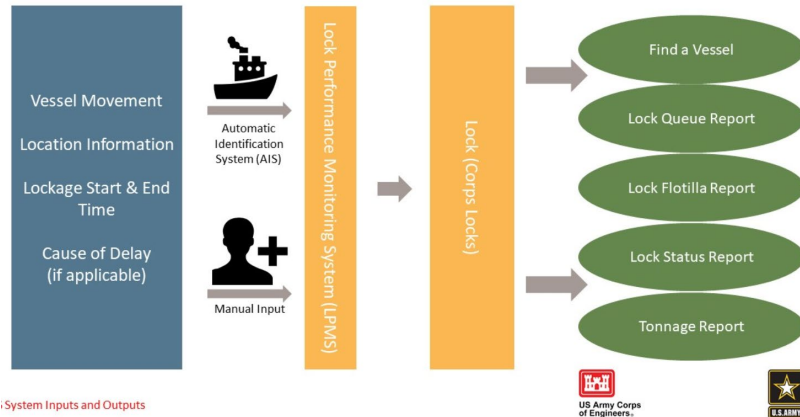 Vessel Movement
Location Information
Lockage Start & End
Time
Cause of Delay
(if applicable)
Automatic
Identification
System (AIS)
Manual Input
Lock Performance Monitoring System (LPMS)
Lock (Corps Locks)
Find a Vessel
Lock Queue Report
Lock Flotilla Report
Lock Status Report
Tonnage Report
System Inputs and Outputs
US Army Corps
of Engineers®
U.S.ARMY